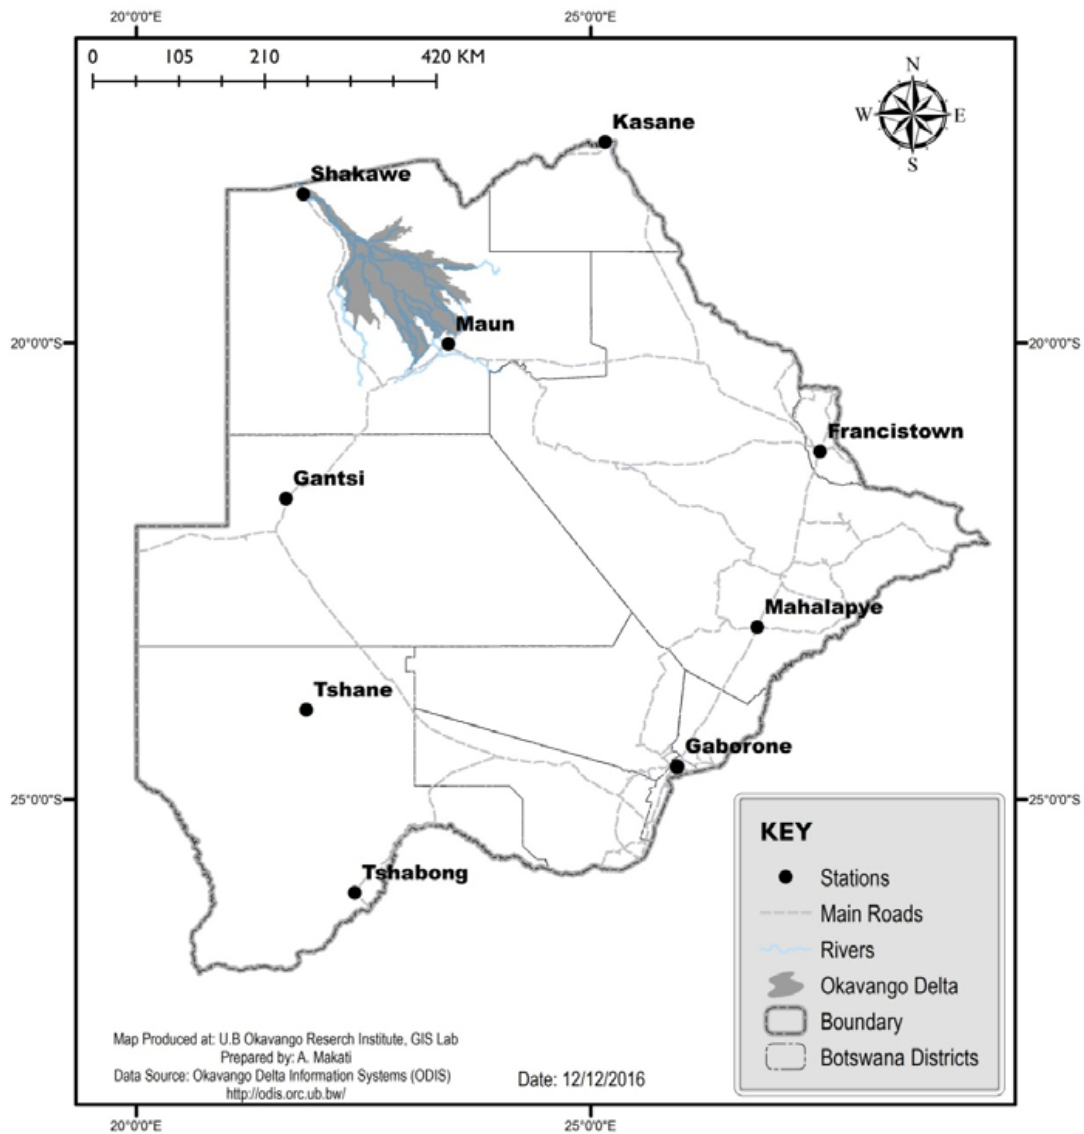 20°0'0"E 25°0'0"E
0 105 210 420 KM
N
W E
S
Kasane
Shakawe
Maun
20°0'0"S 20°0'0"S
Francistown
Gantsi
Mahalapye
Tshane
Gaborone
25°0'0"S 25°0'0"S
Tshabong
KEY
Stations
Main Roads
Rivers
Okavango Delta
Boundary
Botswana Districts
Map Produced at: U.B Okavango Reserch Institute, GIS Lab
Prepared by: A. Makati
Data Source: Okavango Delta Information Systems (ODIS)
http://odis.orc.ub.bw/
Date: 12/12/2016
20°0'0"E 25°0'0"E